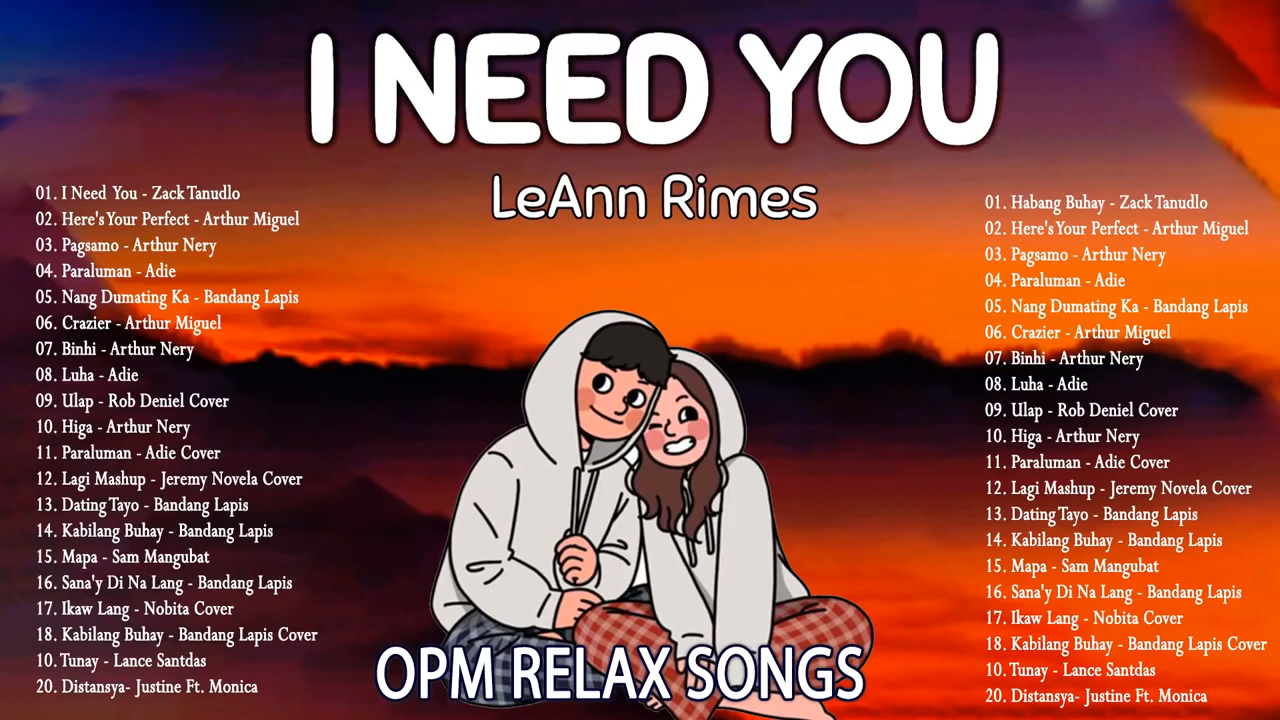 I NEED YOU
LeAnn Rimes
01. I Need You - Zack Tanudlo
02. Here's Your Perfect - Arthur Miguel
03. Pagsamo - Arthur Nery
04. Paraluman - Adie
05. Nang Dumating Ka - Bandang Lapis
06. Crazier - Arthur Miguel
07. Binhi - Arthur Nery
08. Luha - Adie
09. Ulap - Rob Deniel Cover
10. Higa - Arthur Nery
11. Paraluman - Adie Cover
12. Lagi Mashup - Jeremy Novela Cover
13. Dating Tayo - Bandang Lapis
14. Kabilang Buhay - Bandang Lapis
15. Mapa - Sam Mangubat
16. Sana'y Di Na Lang - Bandang Lapis
17. Ikaw Lang - Nobita Cover
18. Kabilang Buhay - Bandang Lapis Cover
10. Tunay - Lance Santdas
20. Distansya- Justine Ft. Monica
01. Habang Buhay - Zack Tanudlo
02. Here's Your Perfect - Arthur Miguel
03. Pagsamo - Arthur Nery
04. Paraluman - Adie
05. Nang Dumating Ka - Bandang Lapis
06. Crazier - Arthur Miguel
07. Binhi - Arthur Nery
08. Luha - Adie
09. Ulap - Rob Deniel Cover
10. Higa - Arthur Nery
11. Paraluman - Adie Cover
12. Lagi Mashup - Jeremy Novela Cover
13. Dating Tayo - Bandang Lapis
14. Kabilang Buhay - Bandang Lapis
15. Mapa - Sam Mangubat
16. Sana'y Di Na Lang - Bandang Lapis
17. Ikaw Lang - Nobita Cover
18. Kabilang Buhay - Bandang Lapis Cover
10. Tunay - Lance Santdas
20. Distansya- Justine Ft. Monica
OPM RELAX SONGS